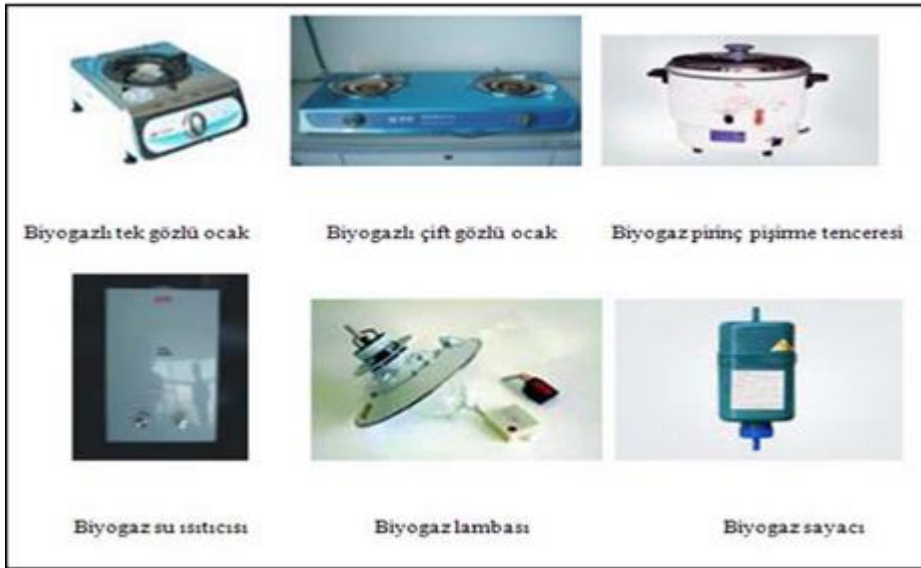 Biyogazlı tek gözlü ocak
Biyogazlı çift gözlü ocak
Biyogaz pirinç pişirme tenceresi
Biyogaz su ısıtıcısı
Biyogaz lambası
Biyogaz sayacı